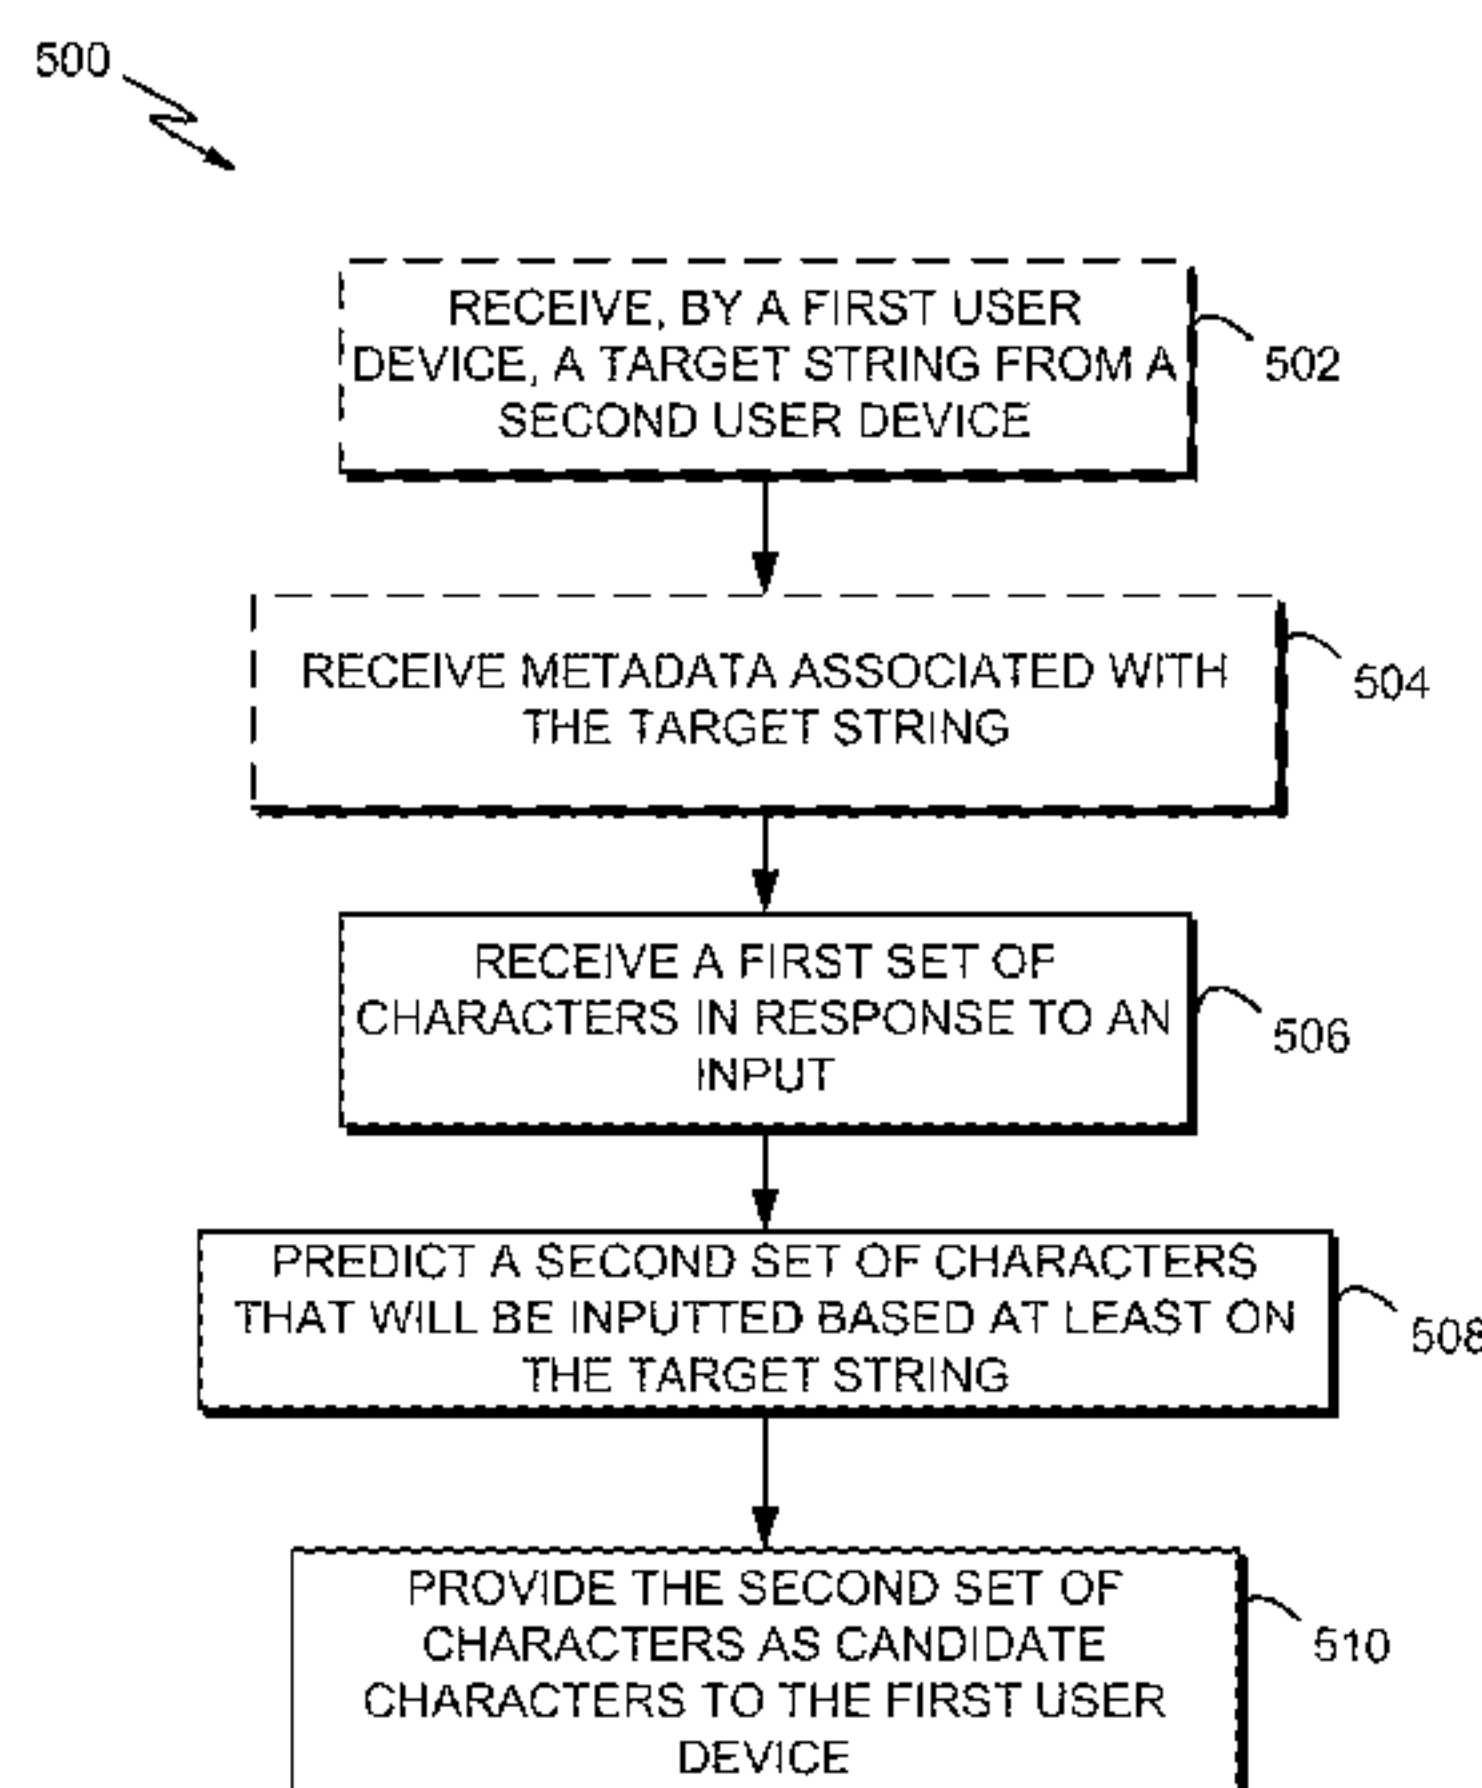 500
RECEIVE, BY A FIRST USER
DEVICE, A TARGET STRING FROM A
SECOND USER DEVICE
502
RECEIVE METADATA ASSOCIATED WITH
THE TARGET STRING
504
RECEIVE A FIRST SET OF
CHARACTERS IN RESPONSE TO AN
INPUT
506
PREDICT A SECOND SET OF CHARACTERS
THAT WILL BE INPUTTED BASED AT LEAST ON
THE TARGET STRING
508
PROVIDE THE SECOND SET OF
CHARACTERS AS CANDIDATE
CHARACTERS TO THE FIRST USER
DEVICE
510